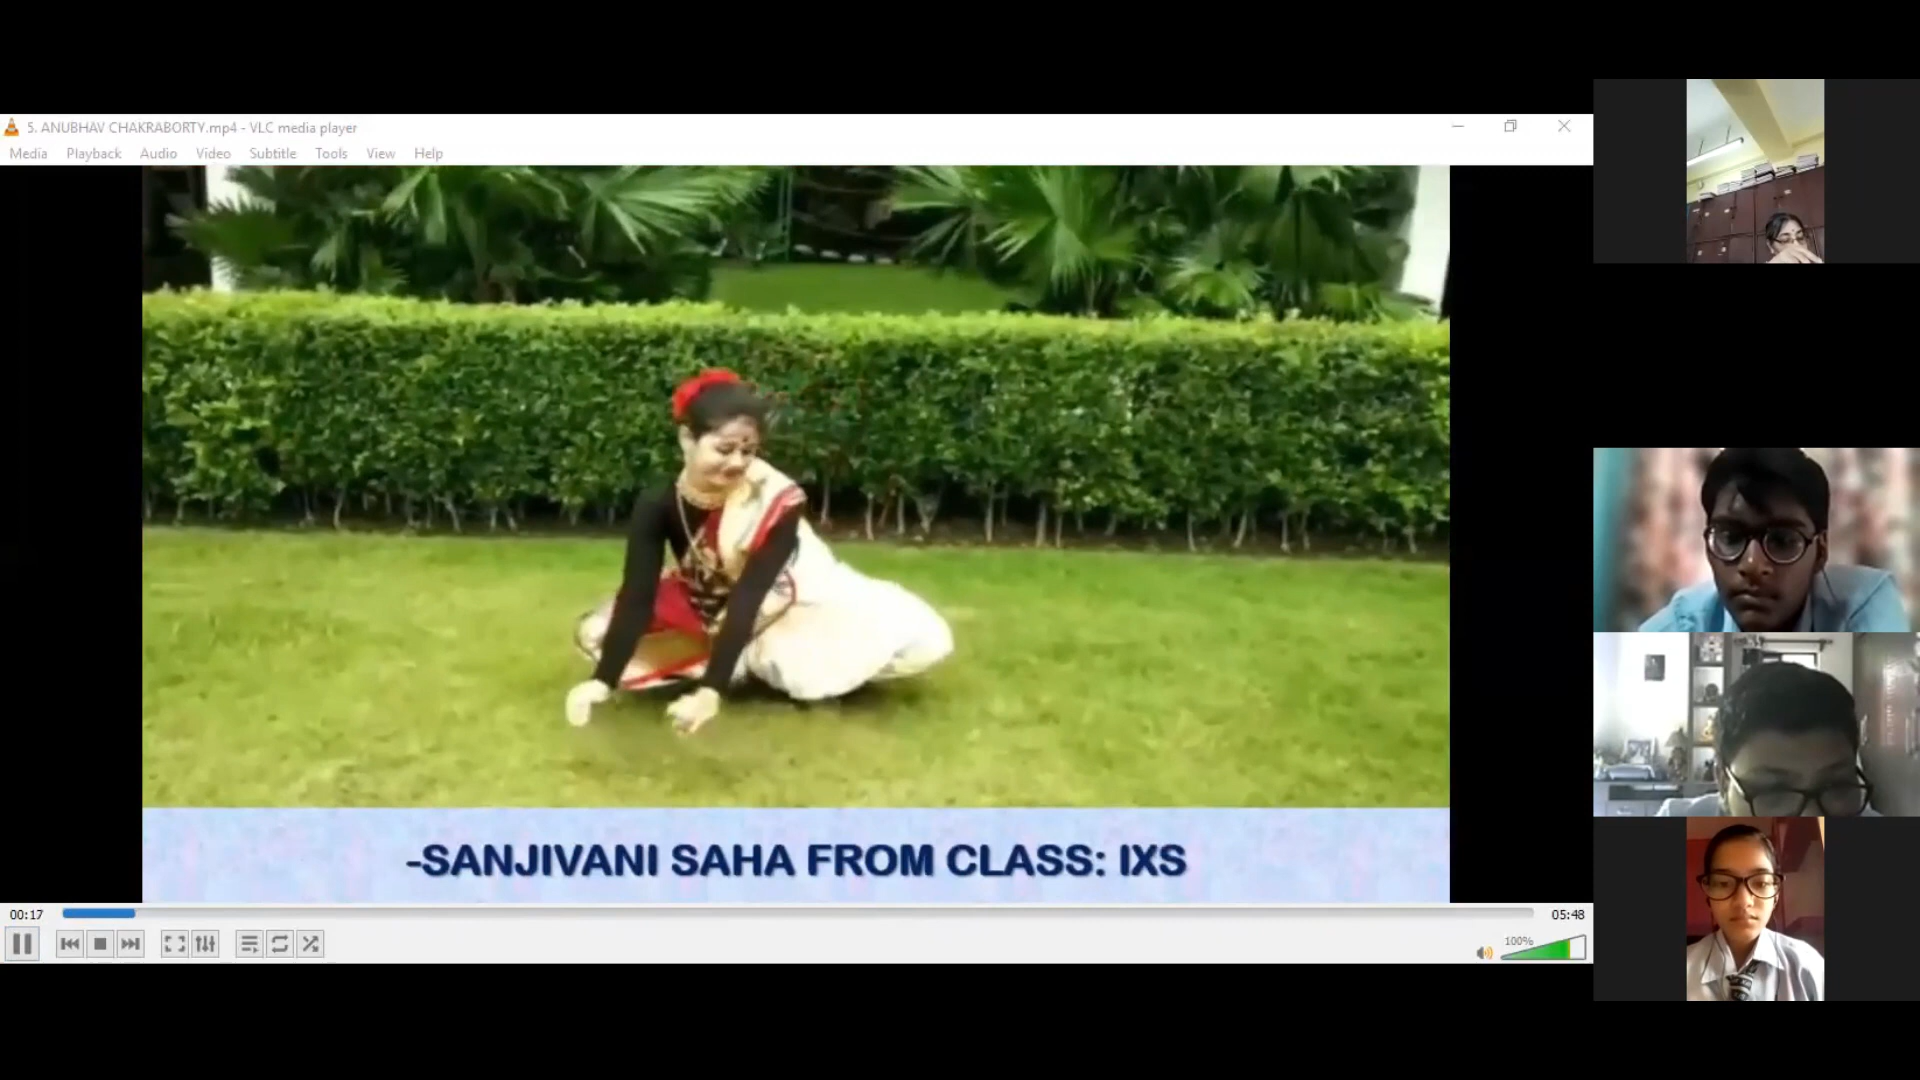 5. ANUBHAV CHAKRABORTY.mp4 - VLC media player
Media Playback Audio Video Subtitle Tools View Help
-SANJIVANI SAHA FROM CLASS: IXS
00:17
05:48
100%